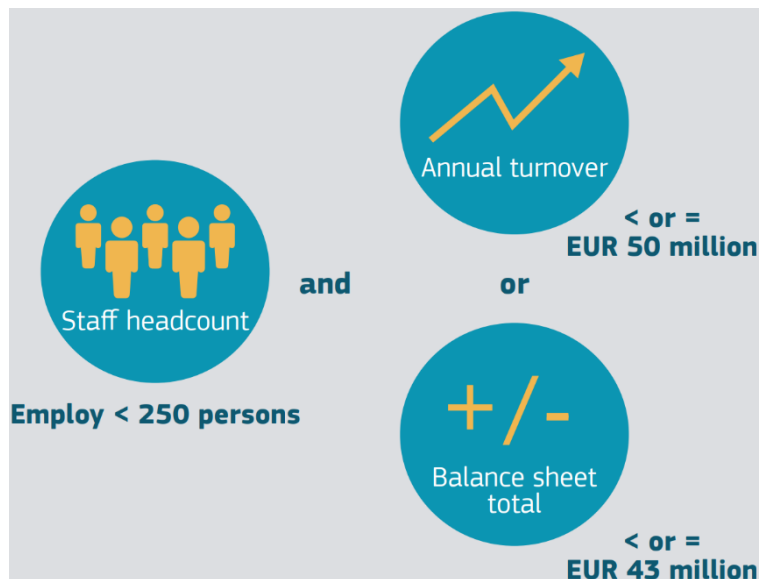 Staff headcount
Employ < 250 persons
and
Annual turnover
< or =
EUR 50 million
or
+/-
Balance sheet
total
< or =
EUR 43 million